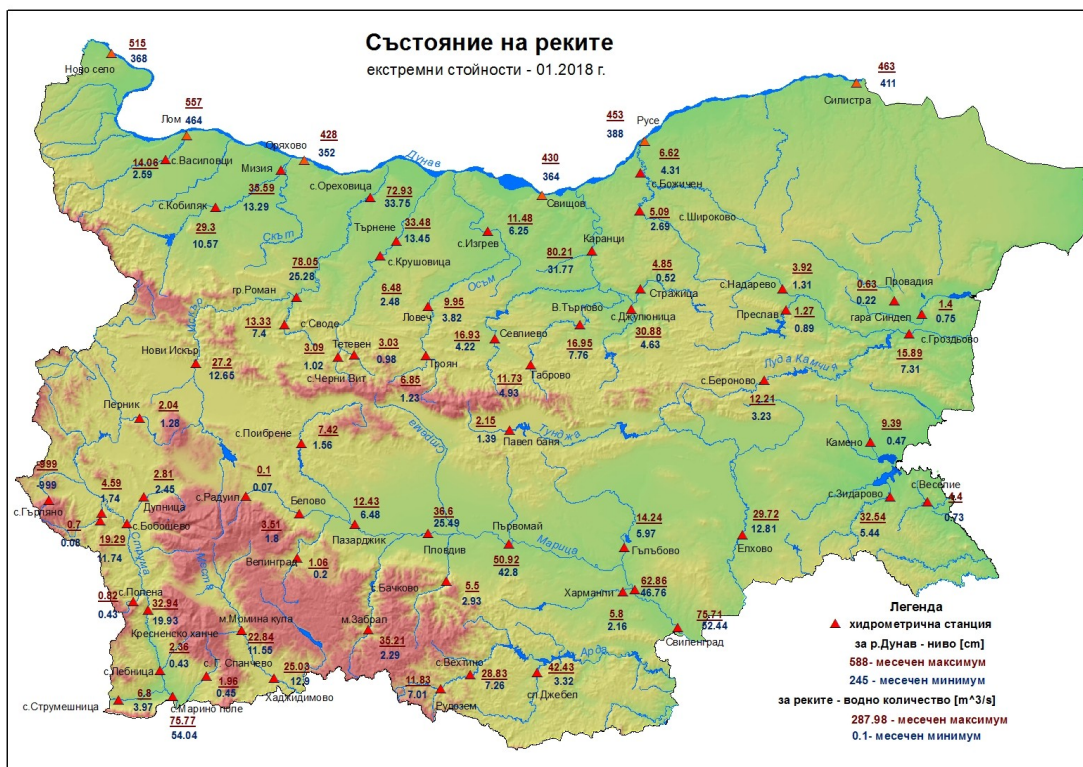 Състояние на реките
екстремни стойности - 01.2018 г.
515
368
Ново село
463
411
Силистра
557
464
Лом
453
388
Русе
428
352
Оряхово
Дунав
430
364
Свищов
14.06
2.59
с.Василовци
Мизия
35.59
13.29
с.Ореховица
72.93
33.75
6.62
4.31
с.Божичен
с.Кобиляк
29.3
10.57
Скът
Търнене
33.48
13.45
с.Крушовица
6.48
2.48
11.48
6.25
с.Изгрев
5.09
2.69
с.Широково
Каранци
80.21
31.77
78.05
25.28
гр.Роман
Искър
Осъм
Ловеч
9.95
3.82
4.85
0.52
Стражица
с.Надарево
3.92
1.31
Провадия
0.63
0.22
1.4
0.75
гара Синдел
Преслав
1.27
0.89
13.33
7.4
с.Своде
16.93
4.22
Севлиево
В.Търново
16.95
7.76
с.Джулюница
30.88
4.63
с.Гроздьово
15.89
7.31
Нови Искър
27.2
12.65
Тетевен
3.09
1.02
с.Черни Вит
3.03
0.98
Троян
6.85
1.23
11.73
4.93
Габрово
Луда Камчия
с.Бероново
12.21
3.23
Перник
2.04
1.28
с.Поибрене
7.42
1.56
Стряма
2.15
1.39
Павел баня
Тунджа
9.39
0.47
Камено
-999
-999
с.Гърляно
4.59
1.74
2.81
2.45
Дупница
0.1
0.07
с.Радуил
Белово
3.51
1.8
12.43
6.48
Пазарджик
36.6
25.49
Пловдив
Първомай
50.92
42.8
Марица
14.24
5.97
Гълъбово
29.72
12.81
Елхово
с.Зидарово
32.54
5.44
с.Веселие
4.4
0.73
0.7
0.08
19.29
11.74
с.Бобошево
Струма
Места
Велинград
1.06
0.2
с.Бачково
5.5
2.93
Харманли
5.8
2.16
62.86
46.76
75.71
52.44
Свиленград
с.Полена
0.82
0.43
32.94
19.93
Кресненско ханче
м.Момина кула
22.84
11.55
м.Забрал
35.21
2.29
Арда
2.36
0.43
с.Лебница
с. Г. Спанчево
1.96
0.45
25.03
12.9
Хаджидимово
с.Вехтино
28.83
7.26
11.83
7.01
Рудозем
42.43
3.32
сп.Джебел
с.Струмешница
6.8
3.97
с.Марино поле
75.77
54.04
Легенда
хидрометрична станция
за р.Дунав - ниво [cm]
588- месечен максимум
245 - месечен минимум
за реките - водно количество [m^3/s]
287.98 - месечен максимум
0.1- месечен минимум